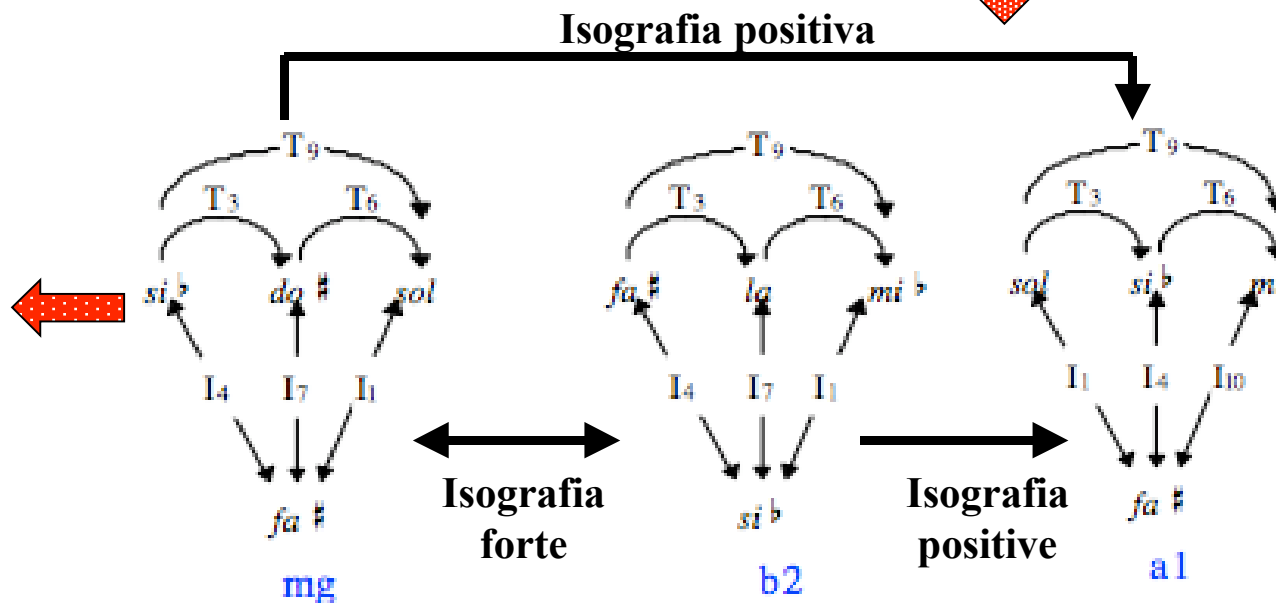 Isografia positiva
T9 T9 T9
T3 T6 T3 T6 T3 T6
si♭ do♯ sol fa♯ la mi♭ sol si♭
I4 I7 I1 I4 I7 I1 I1 I4 I10
Isografia Isografia
fa♯ si♭ fa♯
forte positive
mg b2 a1